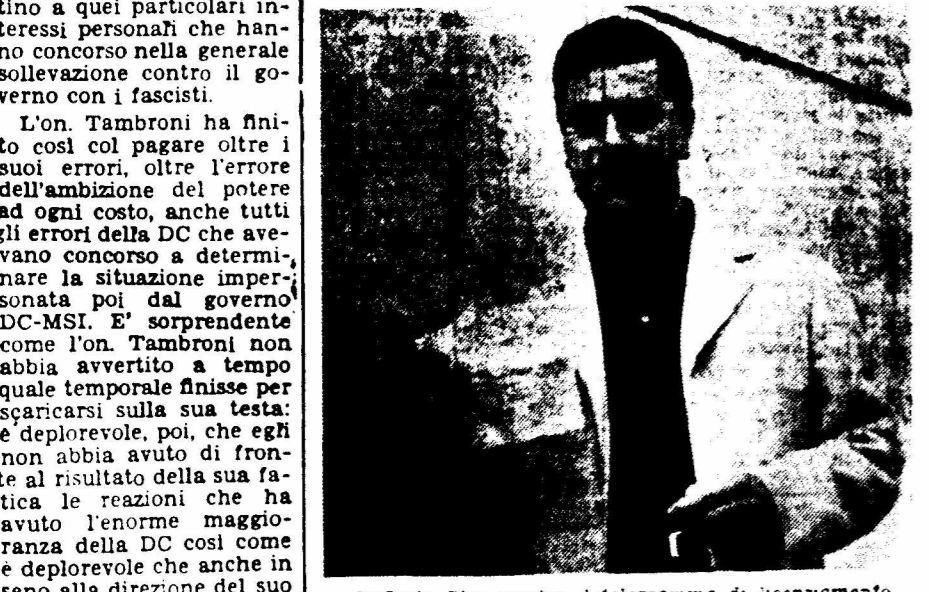 tino a quei particolari in-
teressi personali che han-
no concorso nella generale
sollevazione contro il go-
verno con i fascisti.
L'on. Tambroni ha fini-
to così col pagare oltre i
suoi errori, oltre l'errore
dell'ambizione del potere
ad ogni costo, anche tutti
gli errori della DC che ave-
vano concorso a determi-
nare la situazione imper-
sonata poi dal governo
DC-MSI. E' sorprendente
come l'on. Tambroni non
abbia avvertito a tempo
quale temporale finisse per
scaricarsi sulla sua testa:
è deplorevole, poi, che egli
non abbia avuto di fron-
te al risultato della sua fa-
tica le reazioni che ha
avuto l'enorme maggio-
ranza della DC così come
è deplorevole che anche in
seno alla direzione del suo